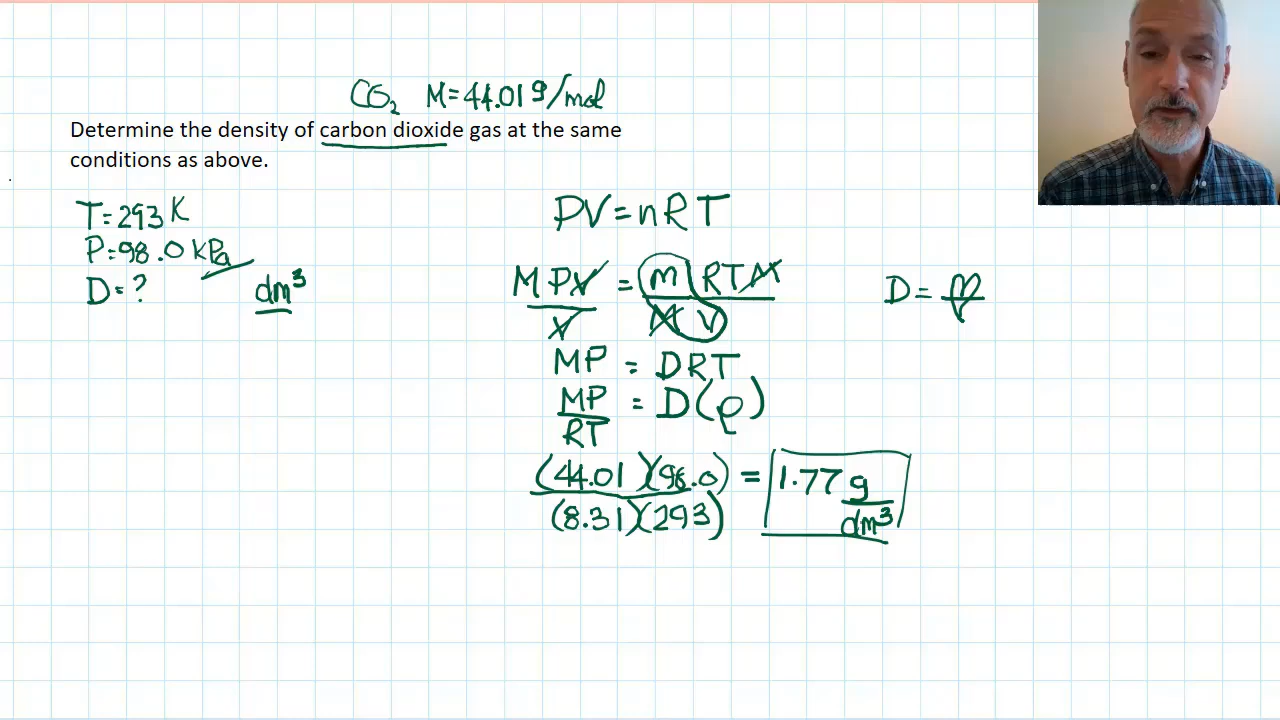 CO₂ M=44.01 g/mol
Determine the density of carbon dioxide gas at the same
conditions as above.
T=293 K
P=98.0 kPa
D=? dm³
PV=nRT
MPV/V = m RTM/M V
D = m/V
MP = DRT
MP/RT = D(ρ)
(44.01)(98.0)/(8.31)(293) = 1.77 g/dm³